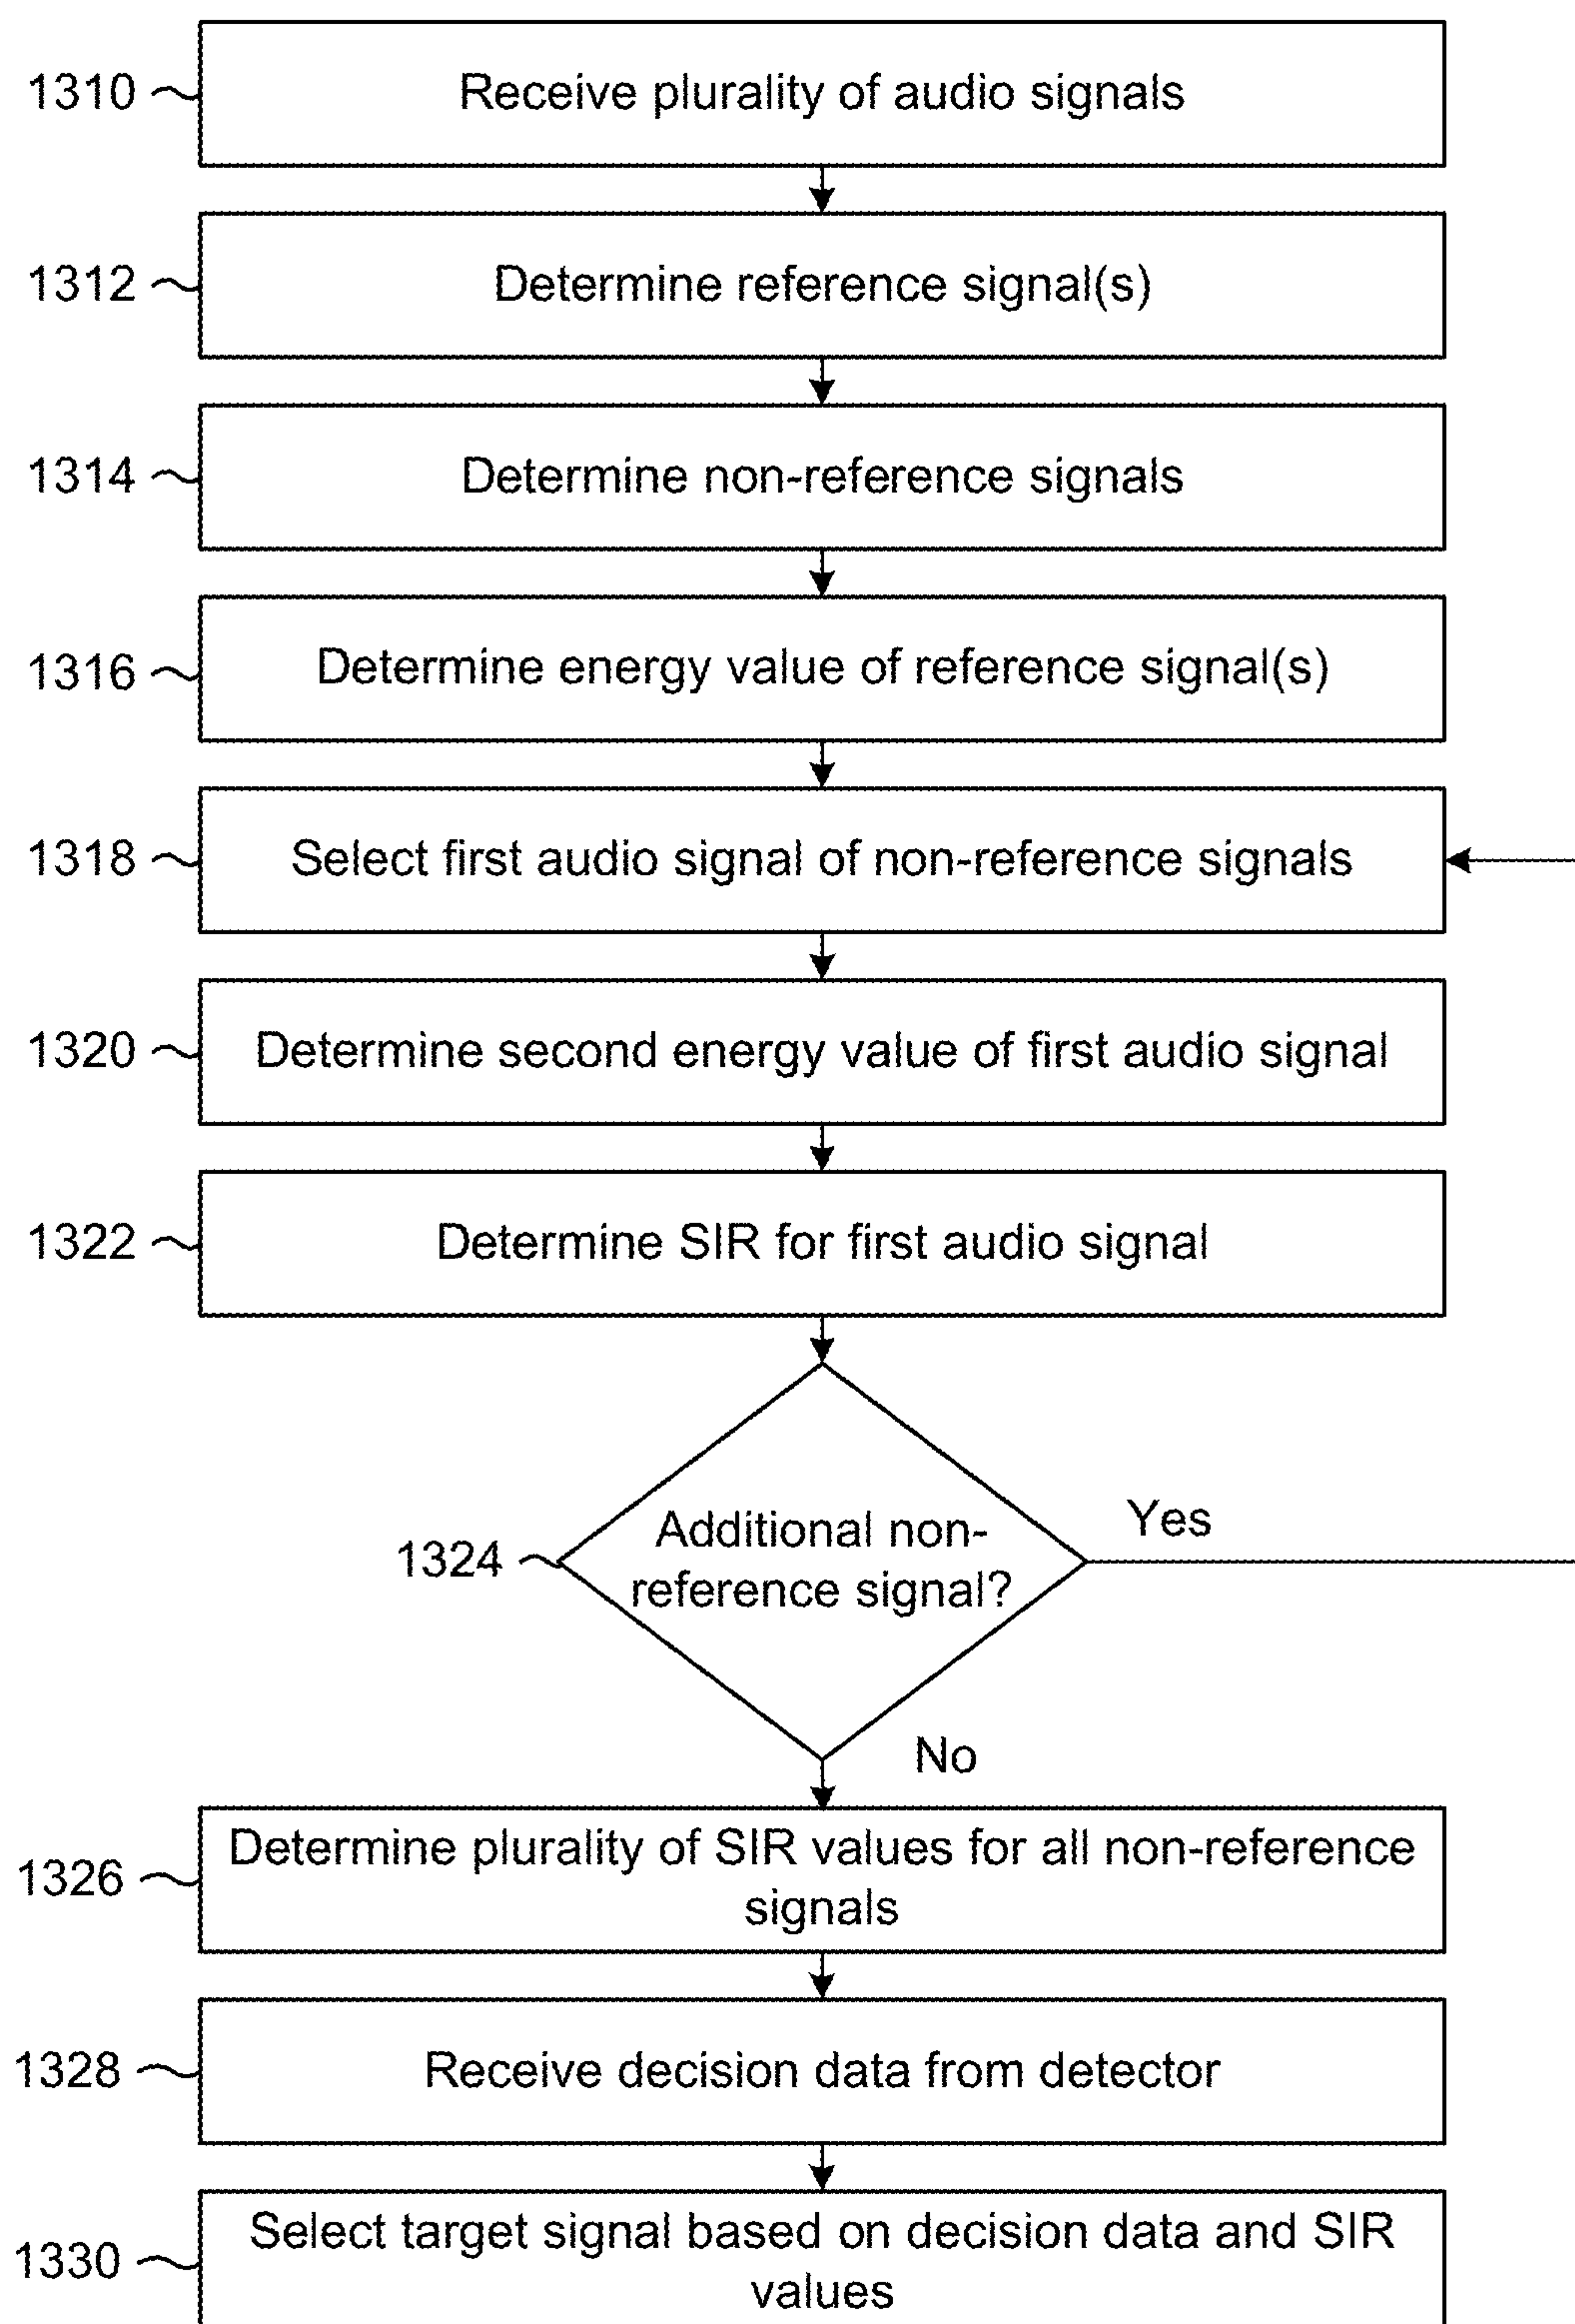 1310 Receive plurality of audio signals
1312 Determine reference signal(s)
1314 Determine non-reference signals
1316 Determine energy value of reference signal(s)
1318 Select first audio signal of non-reference signals
1320 Determine second energy value of first audio signal
1322 Determine SIR for first audio signal
1324 Additional non-
reference signal?
Yes
No
1326 Determine plurality of SIR values for all non-reference
signals
1328 Receive decision data from detector
1330 Select target signal based on decision data and SIR
values